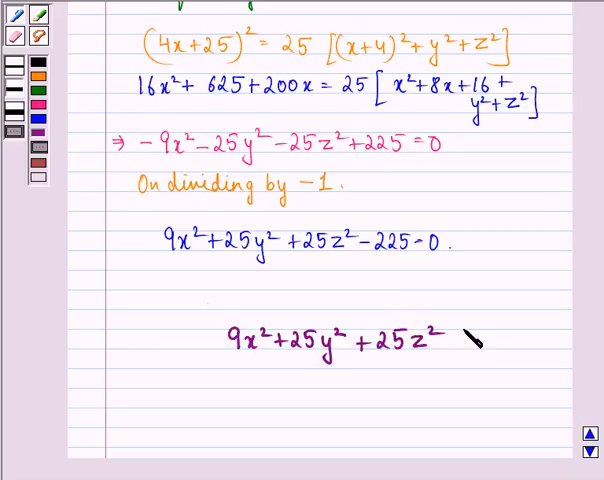 (4x+25)² = 25 [(x+4)²+y²+z²]
16x²+ 625+200x = 25 [ x²+8x+16 +
y²+z²]
⇒ -9x²-25y²-25z²+225=0
On dividing by -1.
9x²+25y²+25z²-225=0.
9x²+25y²+25z²